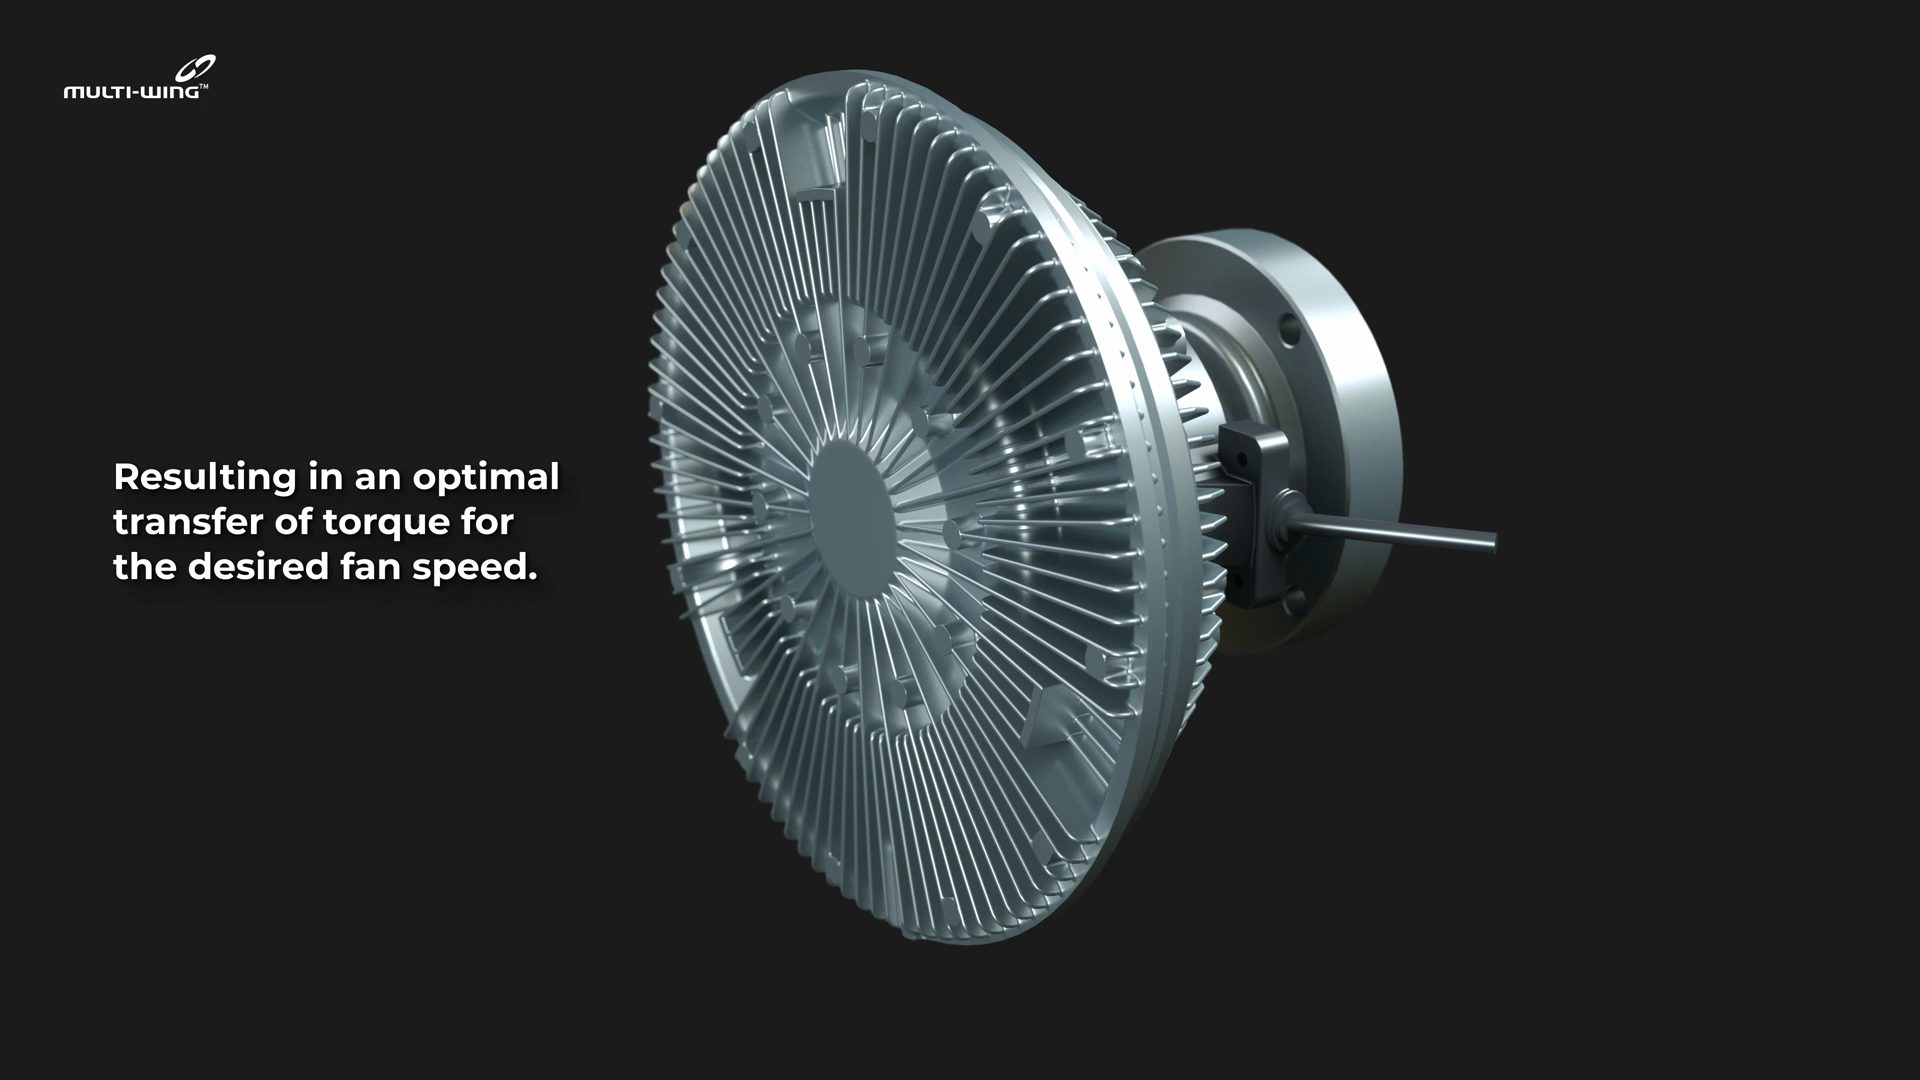 MULTI-WING™
Resulting in an optimal
transfer of torque for
the desired fan speed.